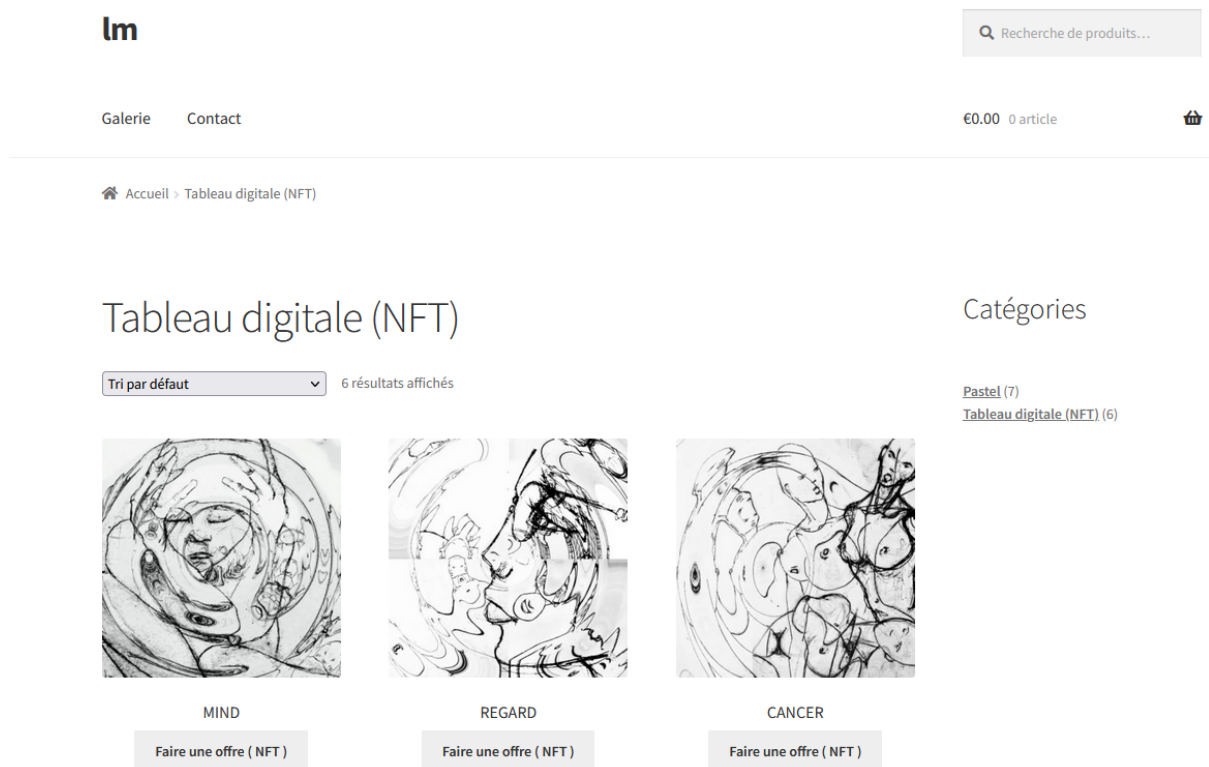 lm
Recherche de produits…
Galerie Contact
€0.00 0 article
Accueil > Tableau digitale (NFT)
Tableau digitale (NFT)
Tri par défaut
6 résultats affichés
MIND
Faire une offre ( NFT )
REGARD
Faire une offre ( NFT )
CANCER
Faire une offre ( NFT )
Catégories
Pastel (7)
Tableau digitale (NFT) (6)